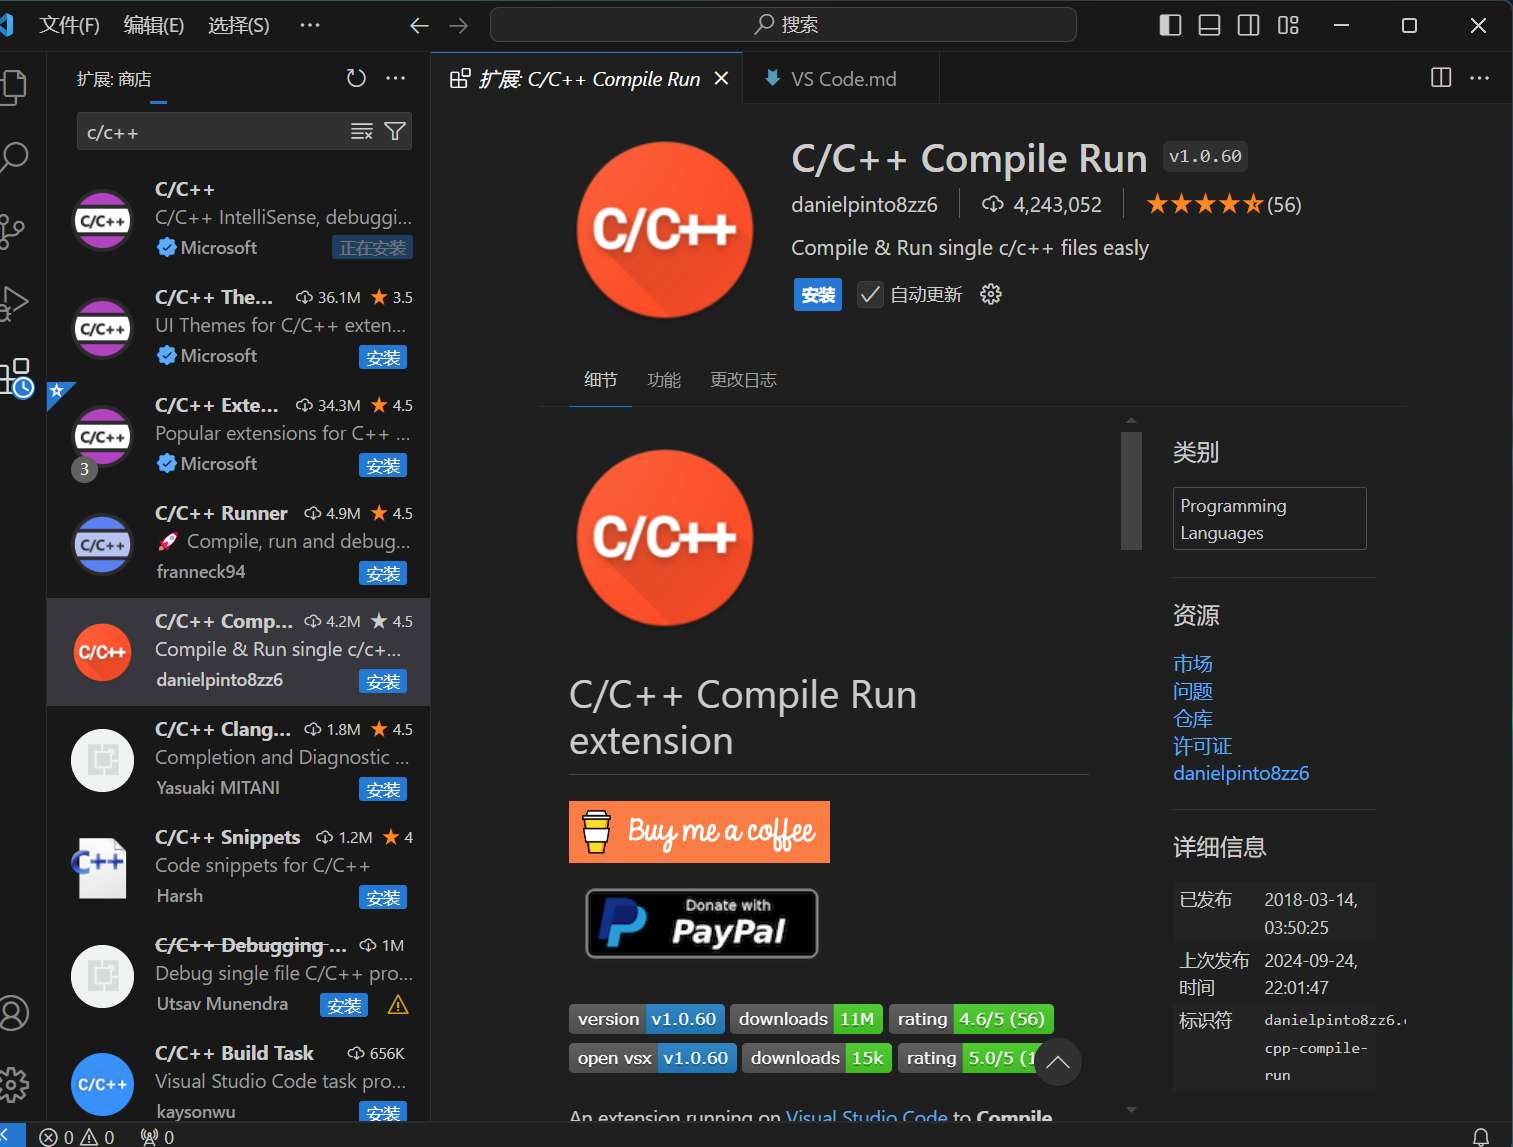 文件(F) 编辑(E) 选择(S) ··· 搜索
扩展: 商店
c/c++
C/C++
C/C++ IntelliSense, debuggi...
Microsoft 正在安装
C/C++ The... 36.1M 3.5
UI Themes for C/C++ exten...
Microsoft 安装
C/C++ Exte... 34.3M 4.5
Popular extensions for C++ ...
3 Microsoft 安装
C/C++ Runner 4.9M 4.5
🚀 Compile, run and debug...
franneck94 安装
C/C++ Comp... 4.2M 4.5
Compile & Run single c/c+...
danielpinto8zz6 安装
C/C++ Clang... 1.8M 4.5
Completion and Diagnostic ...
Yasuaki MITANI 安装
C/C++ Snippets 1.2M 4
Code snippets for C/C++
Harsh 安装
C/C++ Debugging ... 1M
Debug single file C/C++ pro...
Utsav Munendra 安装
C/C++ Build Task 656K
Visual Studio Code task pro...
kaysonwu 安装
扩展: C/C++ Compile Run VS Code.md
C/C++
C/C++ Compile Run v1.0.60
danielpinto8zz6 4,243,052 (56)
Compile & Run single c/c++ files easly
安装 自动更新
细节 功能 更改日志
C/C++
C/C++ Compile Run
extension
Buy me a coffee
Donate with
PayPal
version v1.0.60 downloads 11M rating 4.6/5 (56)
open vsx v1.0.60 downloads 15k rating 5.0/5 (1
An extension running on Visual Studio Code to Compile
类别
Programming
Languages
资源
市场
问题
仓库
许可证
danielpinto8zz6
详细信息
已发布 2018-03-14,
03:50:25
上次发布 2024-09-24,
时间 22:01:47
标识符 danielpinto8zz6.c
cpp-compile-
run
0 0 0